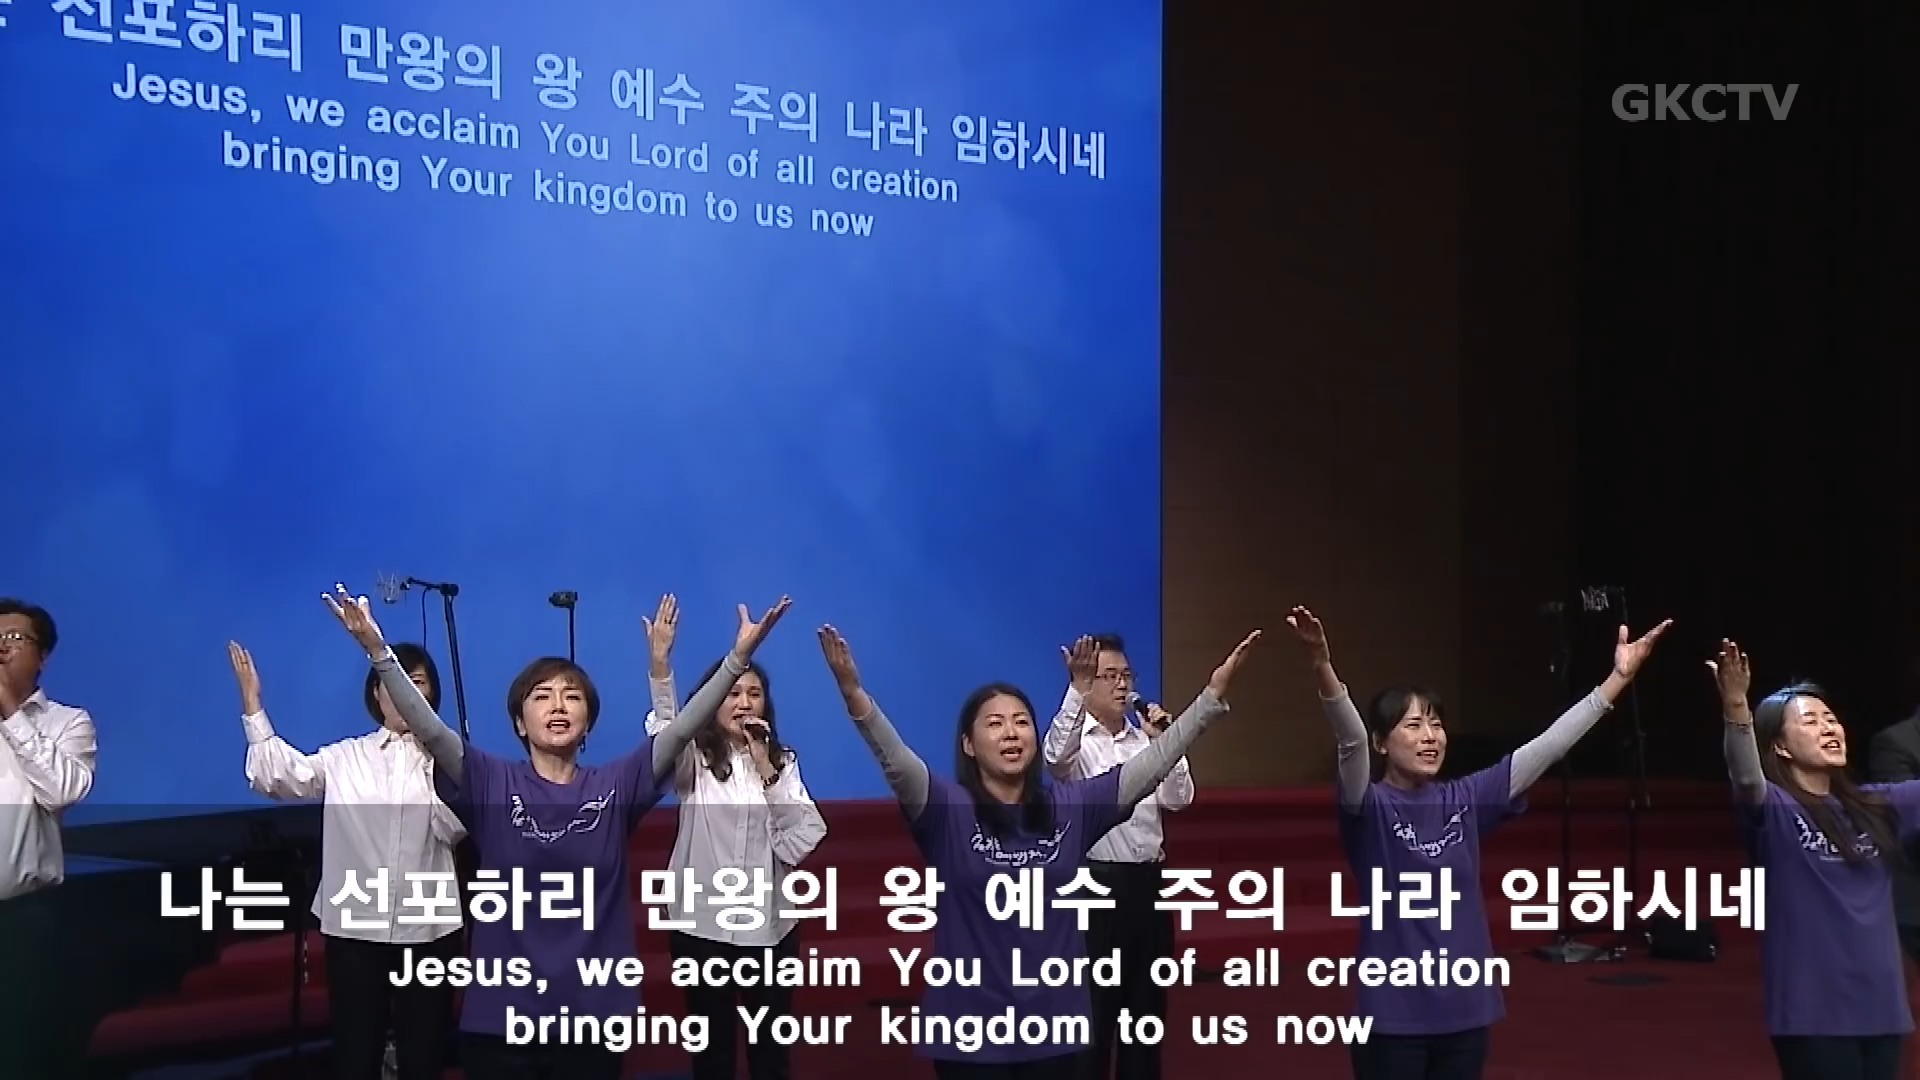 선포하리 만왕의 왕 예수 주의 나라 임하시네
Jesus, we acclaim You Lord of all creation
bringing Your kingdom to us now
GKCTV
나는 선포하리 만왕의 왕 예수 주의 나라 임하시네
Jesus, we acclaim You Lord of all creation
bringing Your kingdom to us now